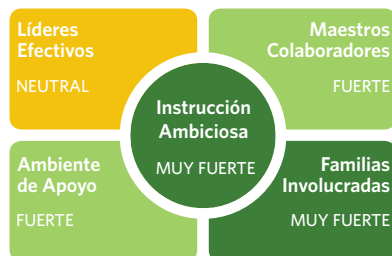 Líderes
Efectivos
NEUTRAL
Maestros
Colaboradores
FUERTE
Instrucción
Ambiciosa
MUY FUERTE
Ambiente
de Apoyo
FUERTE
Familias
Involucradas
MUY FUERTE